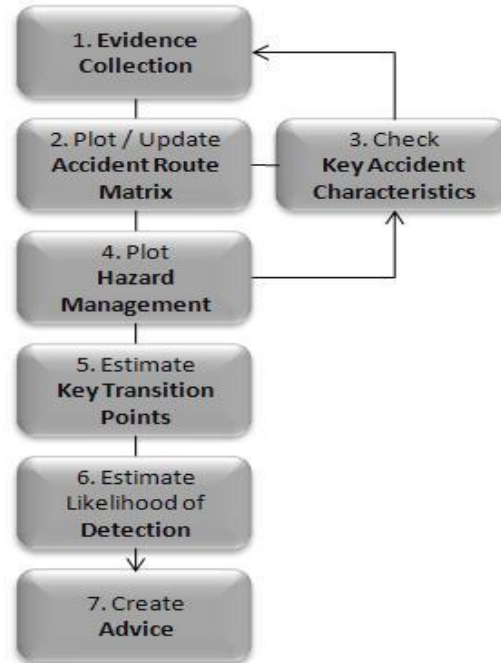 1. Evidence
Collection
2. Plot / Update
Accident Route
Matrix
3. Check
Key Accident
Characteristics
4. Plot
Hazard
Management
5. Estimate
Key Transition
Points
6. Estimate
Likelihood of
Detection
7. Create
Advice